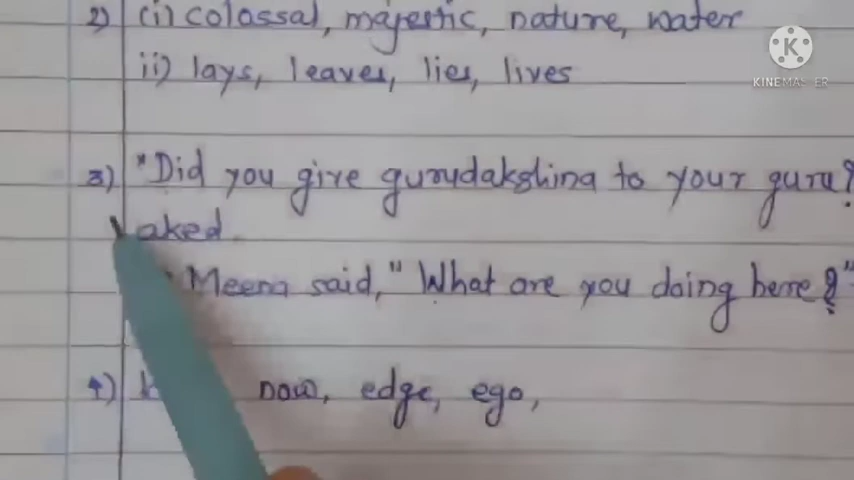 2) (i) colossal, majestic, nature, water
ii) lays, leaves, lies, lives
3) "Did you give gurudakshina to your guru?
aked.
Meena said," What are you doing here?"
4) now, edge, ego,
K
KINEMASTER